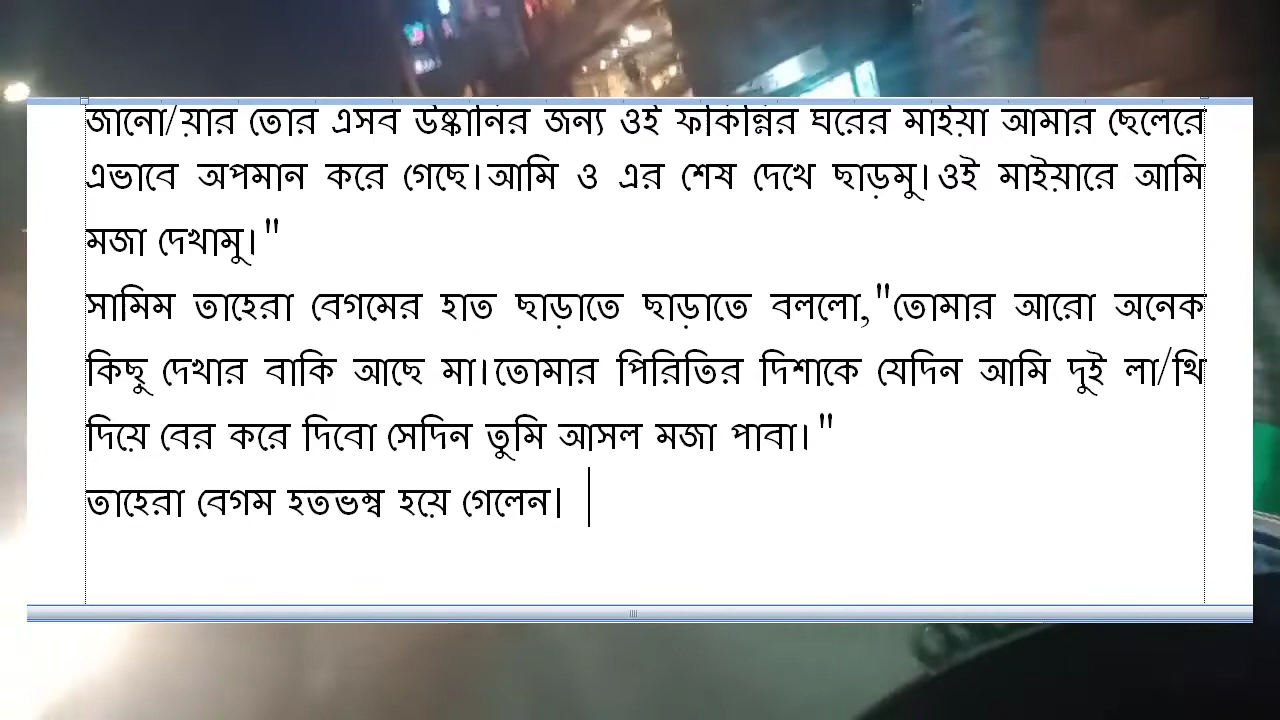 জানো/য়ার তোর এসব উষ্কানির জন্য ওই ফকিন্নির ঘরের মাইয়া আমার ছেলেরে
এভাবে অপমান করে গেছে।আমি ও এর শেষ দেখে ছাড়মু।ওই মাইয়ারে আমি
মজা দেখামু।"
সামিম তাহেরা বেগমের হাত ছাড়াতে ছাড়াতে বললো,"তোমার আরো অনেক
কিছু দেখার বাকি আছে মা।তোমার পিরিতির দিশাকে যেদিন আমি দুই লা/থি
দিয়ে বের করে দিবো সেদিন তুমি আসল মজা পাবা।"
তাহেরা বেগম হতভম্ব হয়ে গেলেন।